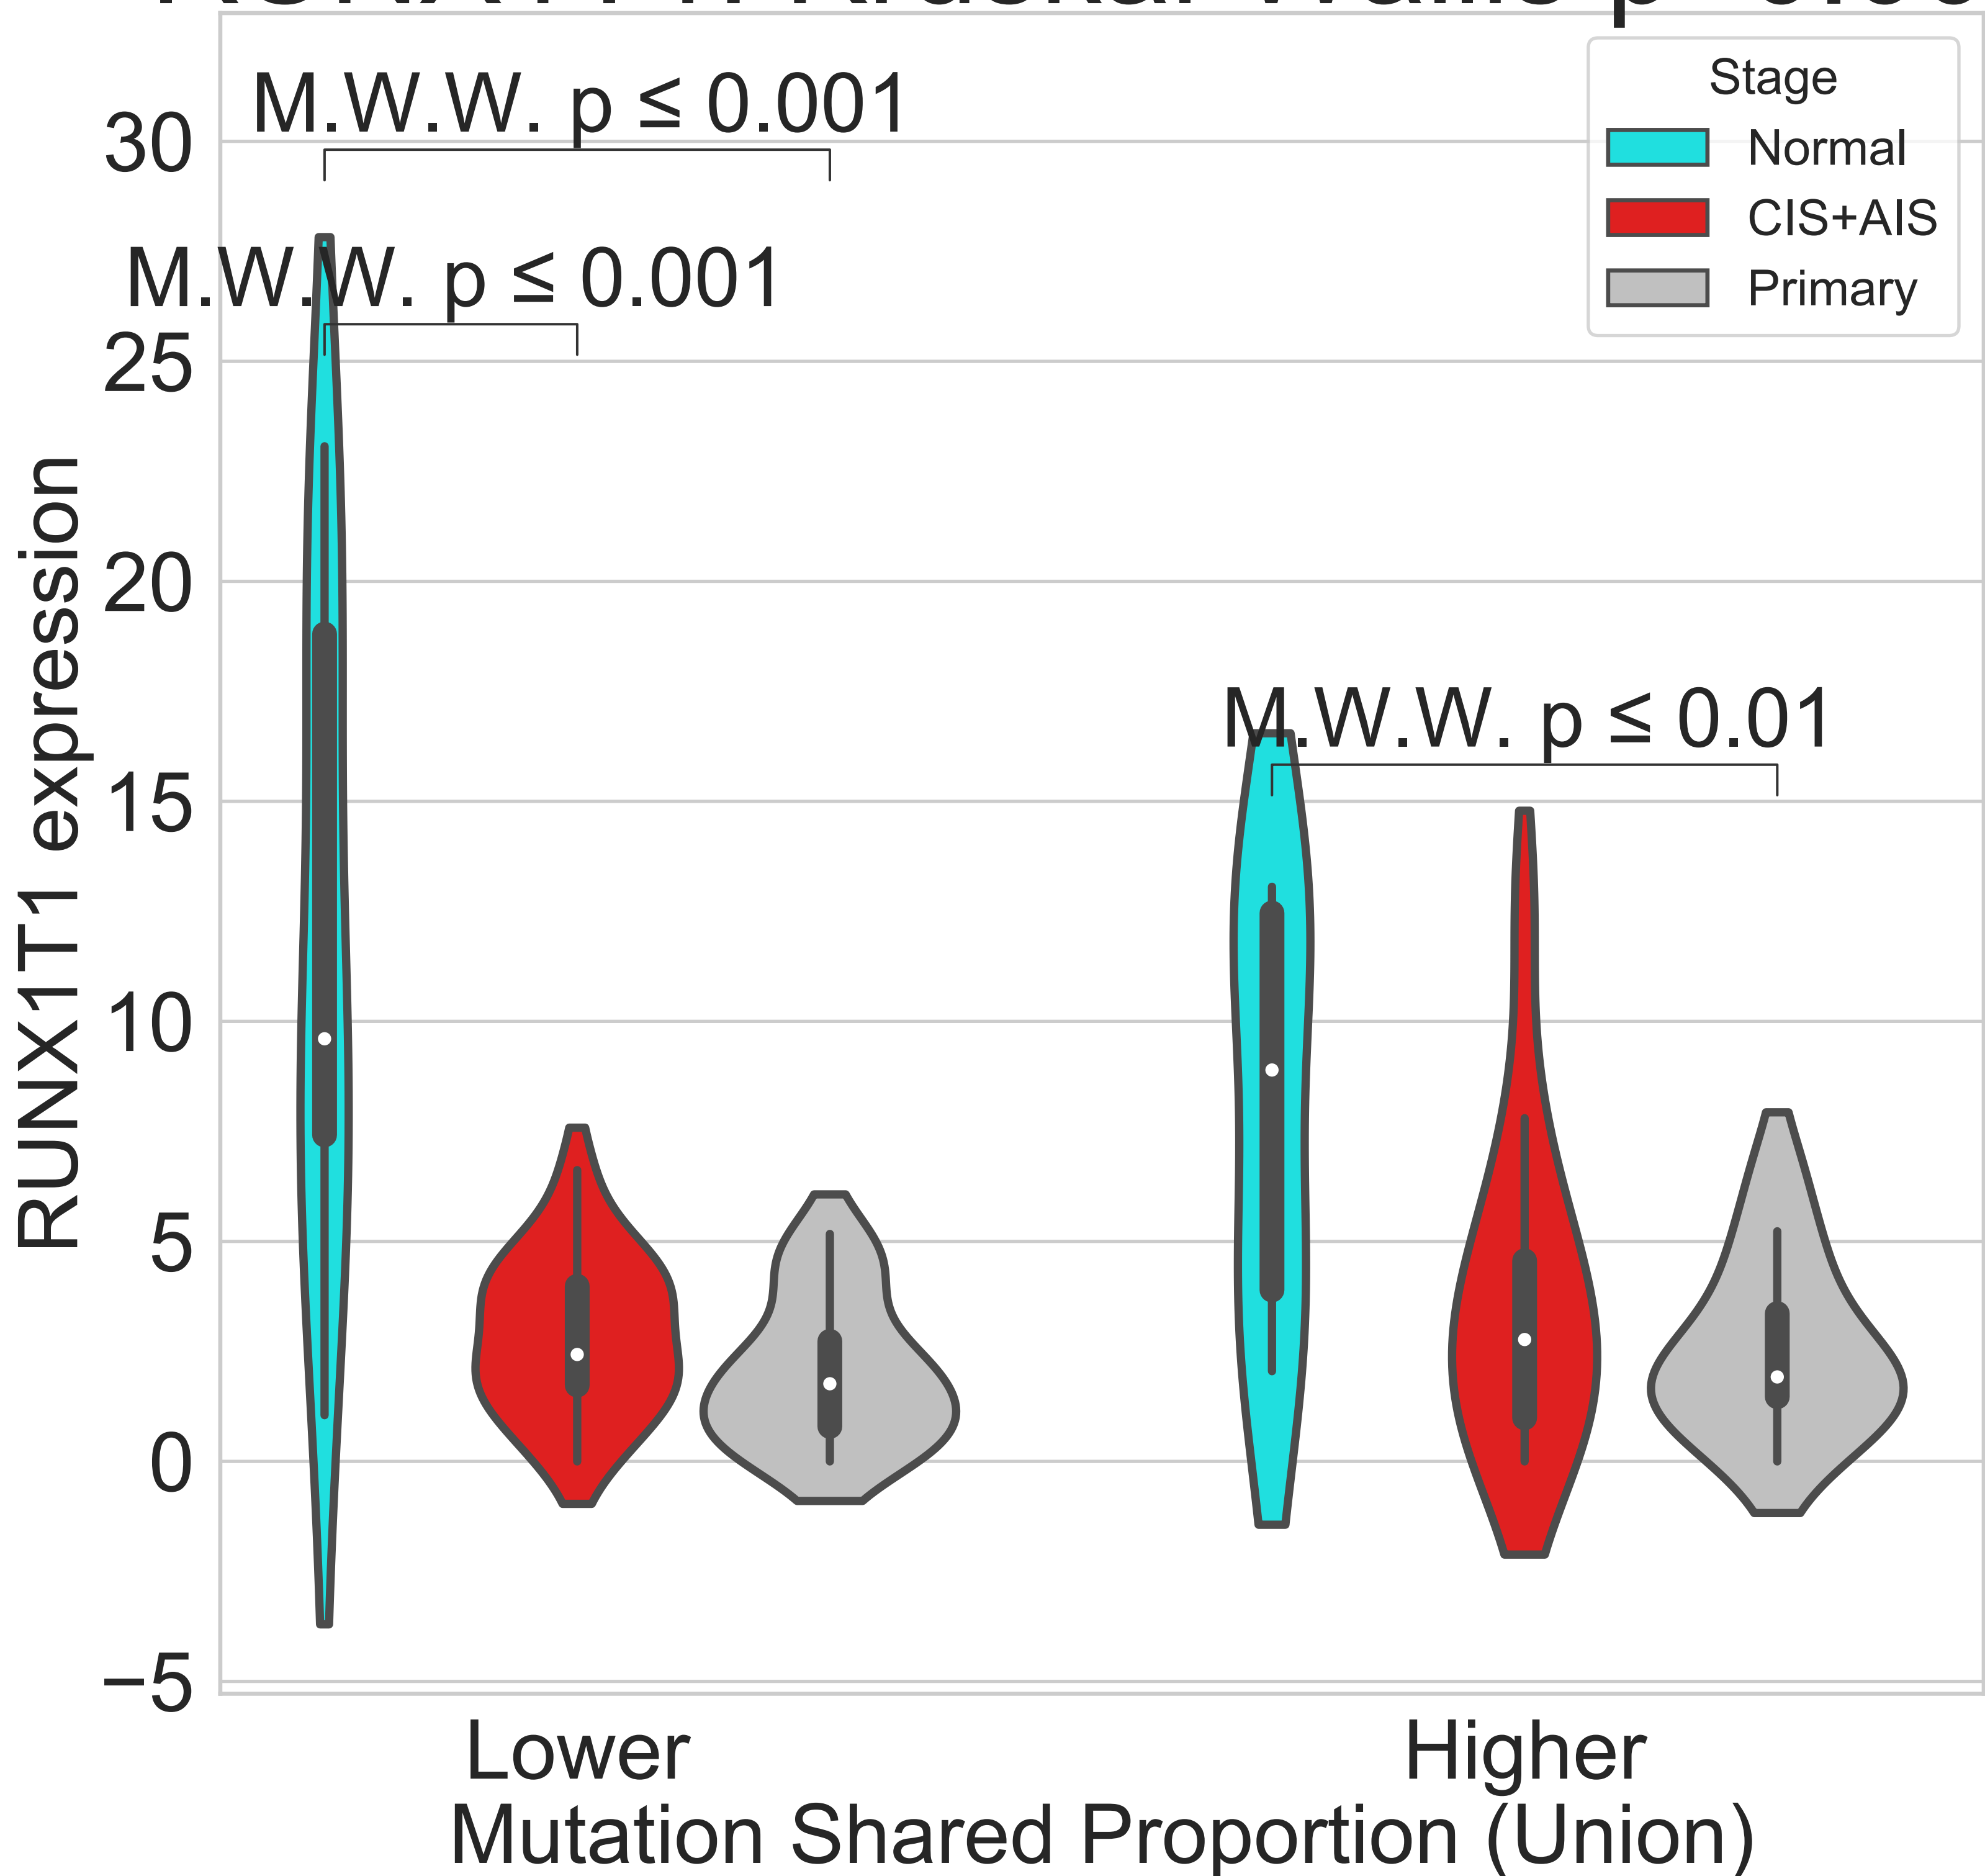 M.W.W. p ≤ 0.001
Stage
Normal
CIS+AIS
Primary
M.W.W. p ≤ 0.001
M.W.W. p ≤ 0.01
30
25
20
15
10
5
0
−5
RUNX1T1 expression
Lower
Higher
Mutation Shared Proportion (Union)